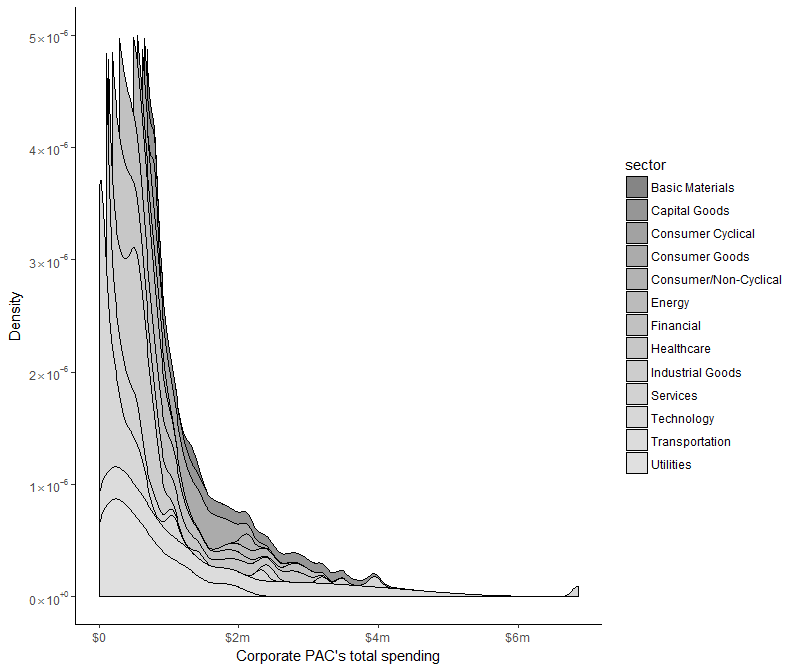 5×10⁻⁶
4×10⁻⁶
3×10⁻⁶
2×10⁻⁶
1×10⁻⁶
0×10⁺⁰
Density
$0
$2m
$4m
$6m
Corporate PAC's total spending
sector
Basic Materials
Capital Goods
Consumer Cyclical
Consumer Goods
Consumer/Non-Cyclical
Energy
Financial
Healthcare
Industrial Goods
Services
Technology
Transportation
Utilities